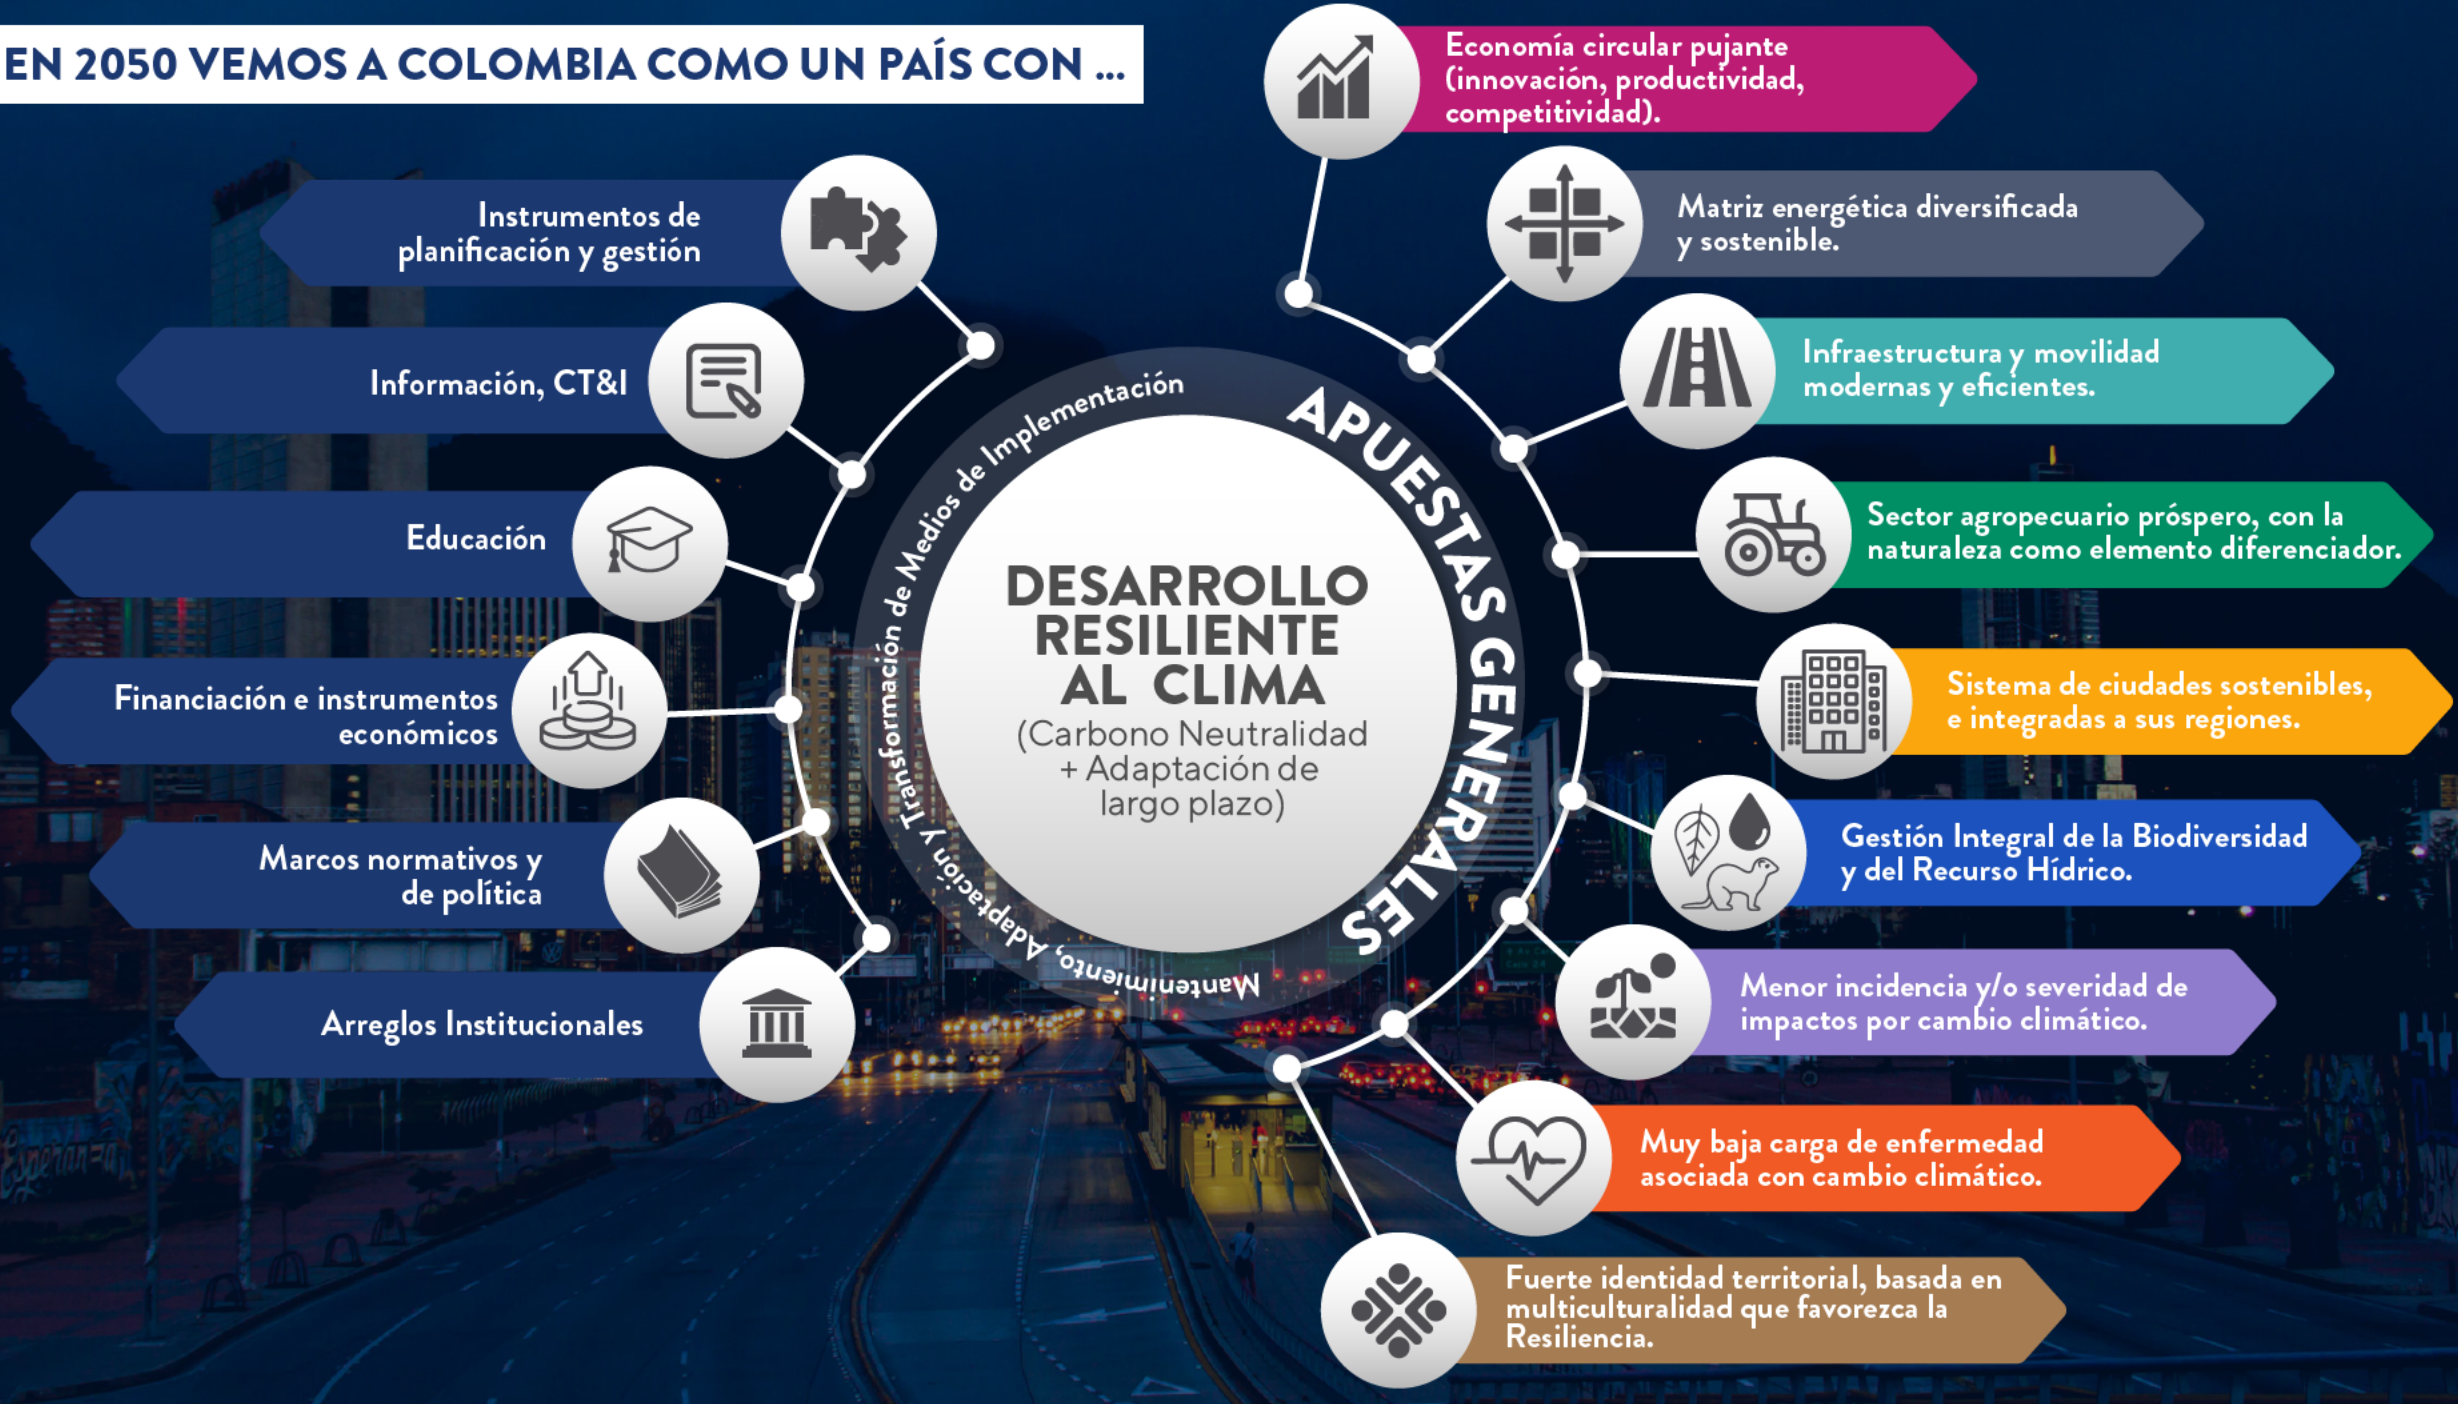 EN 2050 VEMOS A COLOMBIA COMO UN PAÍS CON ...
Instrumentos de
planificación y gestión
Información, CT&I
Educación
Financiación e instrumentos
económicos
Marcos normativos y
de política
Arreglos Institucionales
Mantenimiento, Adaptación y Transformación de Medios de Implementación
DESARROLLO
RESILIENTE
AL CLIMA
(Carbono Neutralidad
+ Adaptación de
largo plazo)
APUESTAS GENERALES
Economía circular pujante
(innovación, productividad,
competitividad).
Matriz energética diversificada
y sostenible.
Infraestructura y movilidad
modernas y eficientes.
Sector agropecuario próspero, con la
naturaleza como elemento diferenciador.
Sistema de ciudades sostenibles,
e integradas a sus regiones.
Gestión Integral de la Biodiversidad
y del Recurso Hídrico.
Menor incidencia y/o severidad de
impactos por cambio climático.
Muy baja carga de enfermedad
asociada con cambio climático.
Fuerte identidad territorial, basada en
multiculturalidad que favorezca la
Resiliencia.